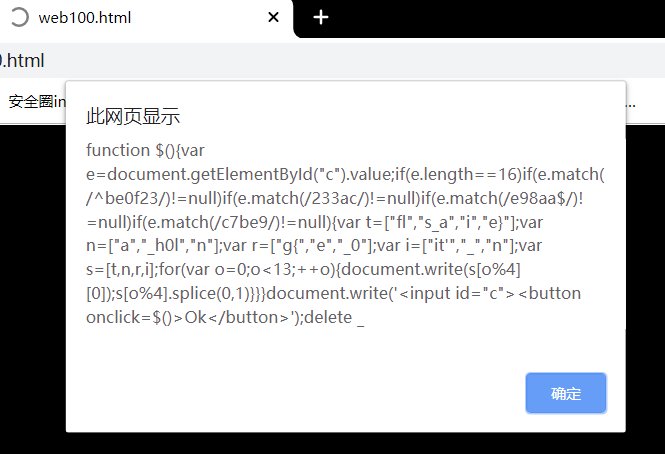 web100.html
).html
安全圈in
...
此网页显示
function $(){var
e=document.getElementById("c").value;if(e.length==16)if(e.match(
/^be0f23/)!=null)if(e.match(/233ac/)!=null)if(e.match(/e98aa$/)!
=null)if(e.match(/c7be9/)!=null){var t=["fl","s_a","i","e}"];var
n=["a","_h0l","n"];var r=["g{","e","_0"];var i=["it'","_","n"];var
s=[t,n,r,i];for(var o=0;o<13;++o){document.write(s[o%4]
[0]);s[o%4].splice(0,1)}}}document.write('<input id="c"><button
onclick=$()>Ok</button>');delete _
确定